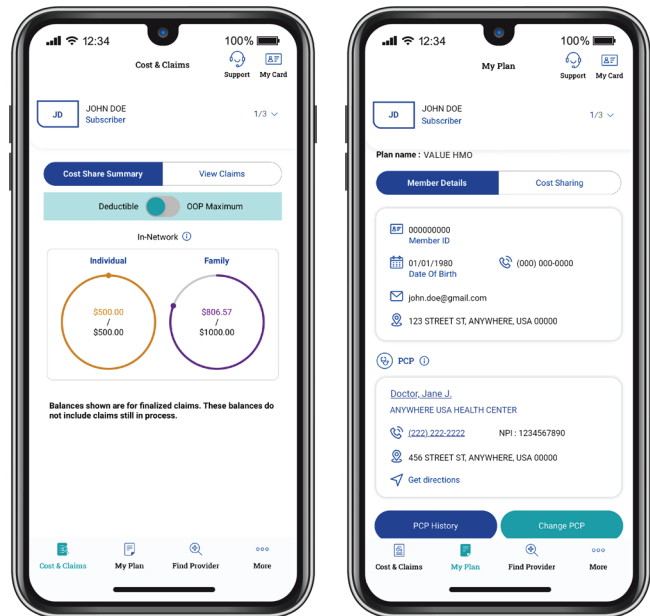 12:34
100%
Cost & Claims
Support
My Card
JD
JOHN DOE
Subscriber
1/3
Cost Share Summary
View Claims
Deductible
OOP Maximum
In-Network
Individual
Family
$500.00
/
$500.00
$806.57
/
$1000.00
Balances shown are for finalized claims. These balances do
not include claims still in process.
Cost & Claims
My Plan
Find Provider
More
12:34
100%
My Plan
Support
My Card
JD
JOHN DOE
Subscriber
1/3
Plan name : VALUE HMO
Member Details
Cost Sharing
000000000
Member ID
01/01/1980
Date Of Birth
(000) 000-0000
john.doe@gmail.com
123 STREET ST, ANYWHERE, USA 00000
PCP
Doctor, Jane J.
ANYWHERE USA HEALTH CENTER
(222) 222-2222
NPI : 1234567890
456 STREET ST, ANYWHERE, USA 00000
Get directions
PCP History
Change PCP
Cost & Claims
My Plan
Find Provider
More